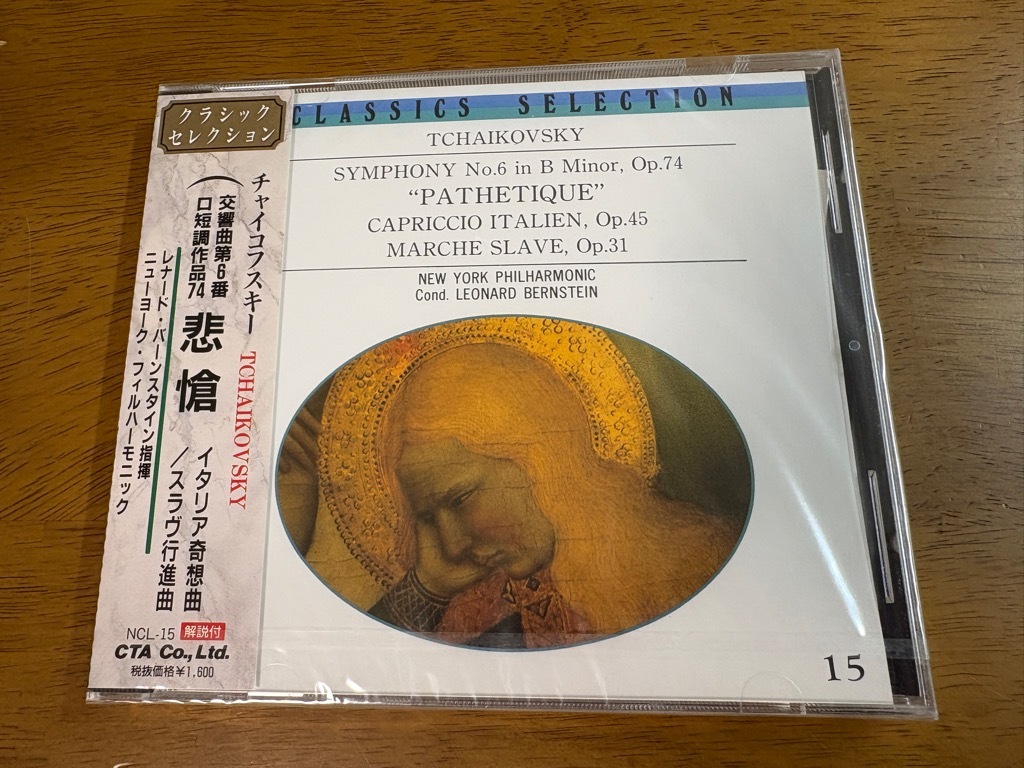 クラシック
セレクション
チャイコフスキー
TCHAIKOVSKY
交響曲第6番
ロ短調作品74
悲愴
イタリア奇想曲
/スラヴ行進曲
レナード・バーンスタイン指揮
ニューヨーク・フィルハーモニック
NCL-15 解説付
CTA Co., Ltd.
税抜価格¥1,600
CLASSICS SELECTION
TCHAIKOVSKY
SYMPHONY No.6 in B Minor, Op.74
“PATHETIQUE”
CAPRICCIO ITALIEN, Op.45
MARCHE SLAVE, Op.31
NEW YORK PHILHARMONIC
Cond. LEONARD BERNSTEIN
15